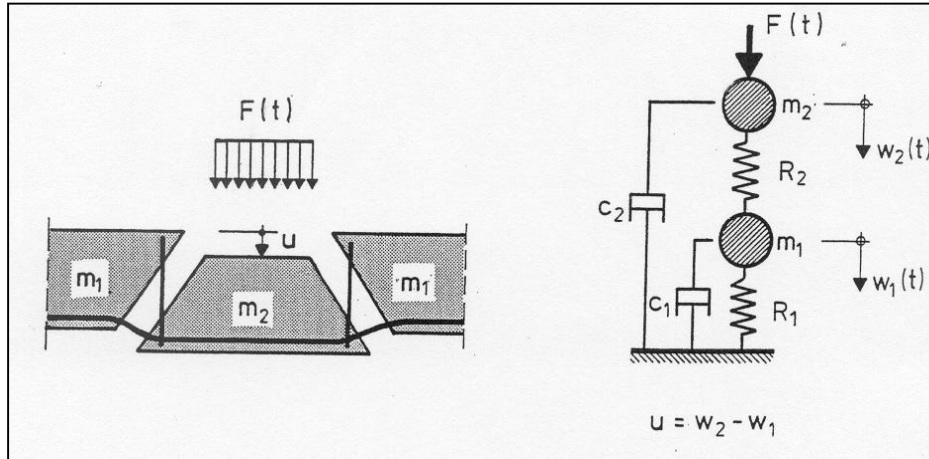 F(t)
u
m₁
m₂
m₁
F(t)
m₂
w₂(t)
R₂
c₂
m₁
w₁(t)
c₁
R₁
u = w₂ - w₁